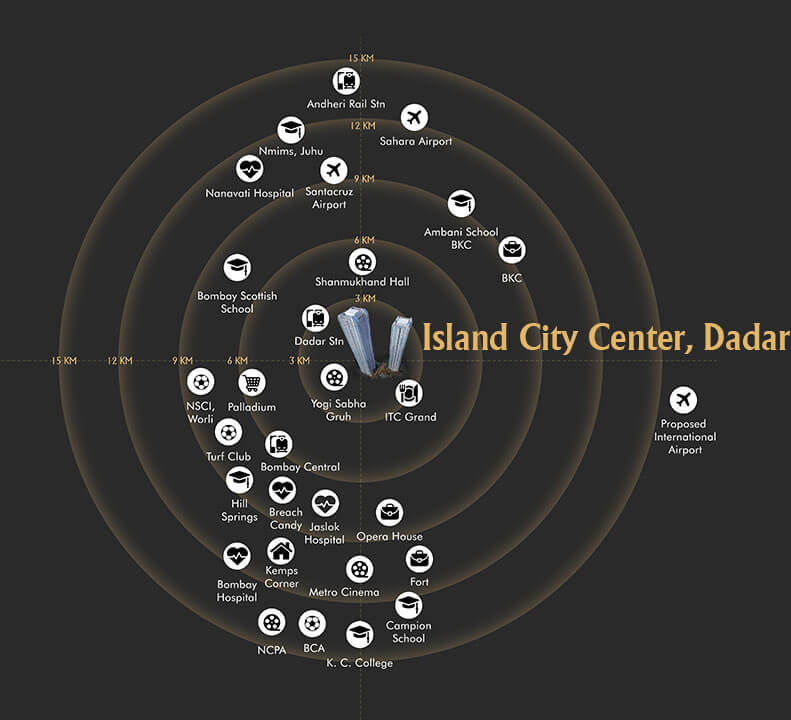 15 KM
Andheri Rail Stn
12 KM
Sahara Airport
Nmims, Juhu
9 KM
Nanavati Hospital
Santacruz
Airport
Ambani School
BKC
6 KM
BKC
Shanmukhand Hall
Bombay Scottish
School
3 KM
Dadar Stn
Island City Center, Dadar
15 KM
12 KM
9 KM
6 KM
3 KM
NSCI,
Worli
Palladium
Yogi Sabha
Gruh
ITC Grand
Proposed
International
Airport
Turf Club
Bombay Central
Hill
Springs
Breach
Candy
Jaslok
Hospital
Opera House
Bombay
Hospital
Kemps
Corner
Metro Cinema
Fort
Campion
School
NCPA
BCA
K. C. College